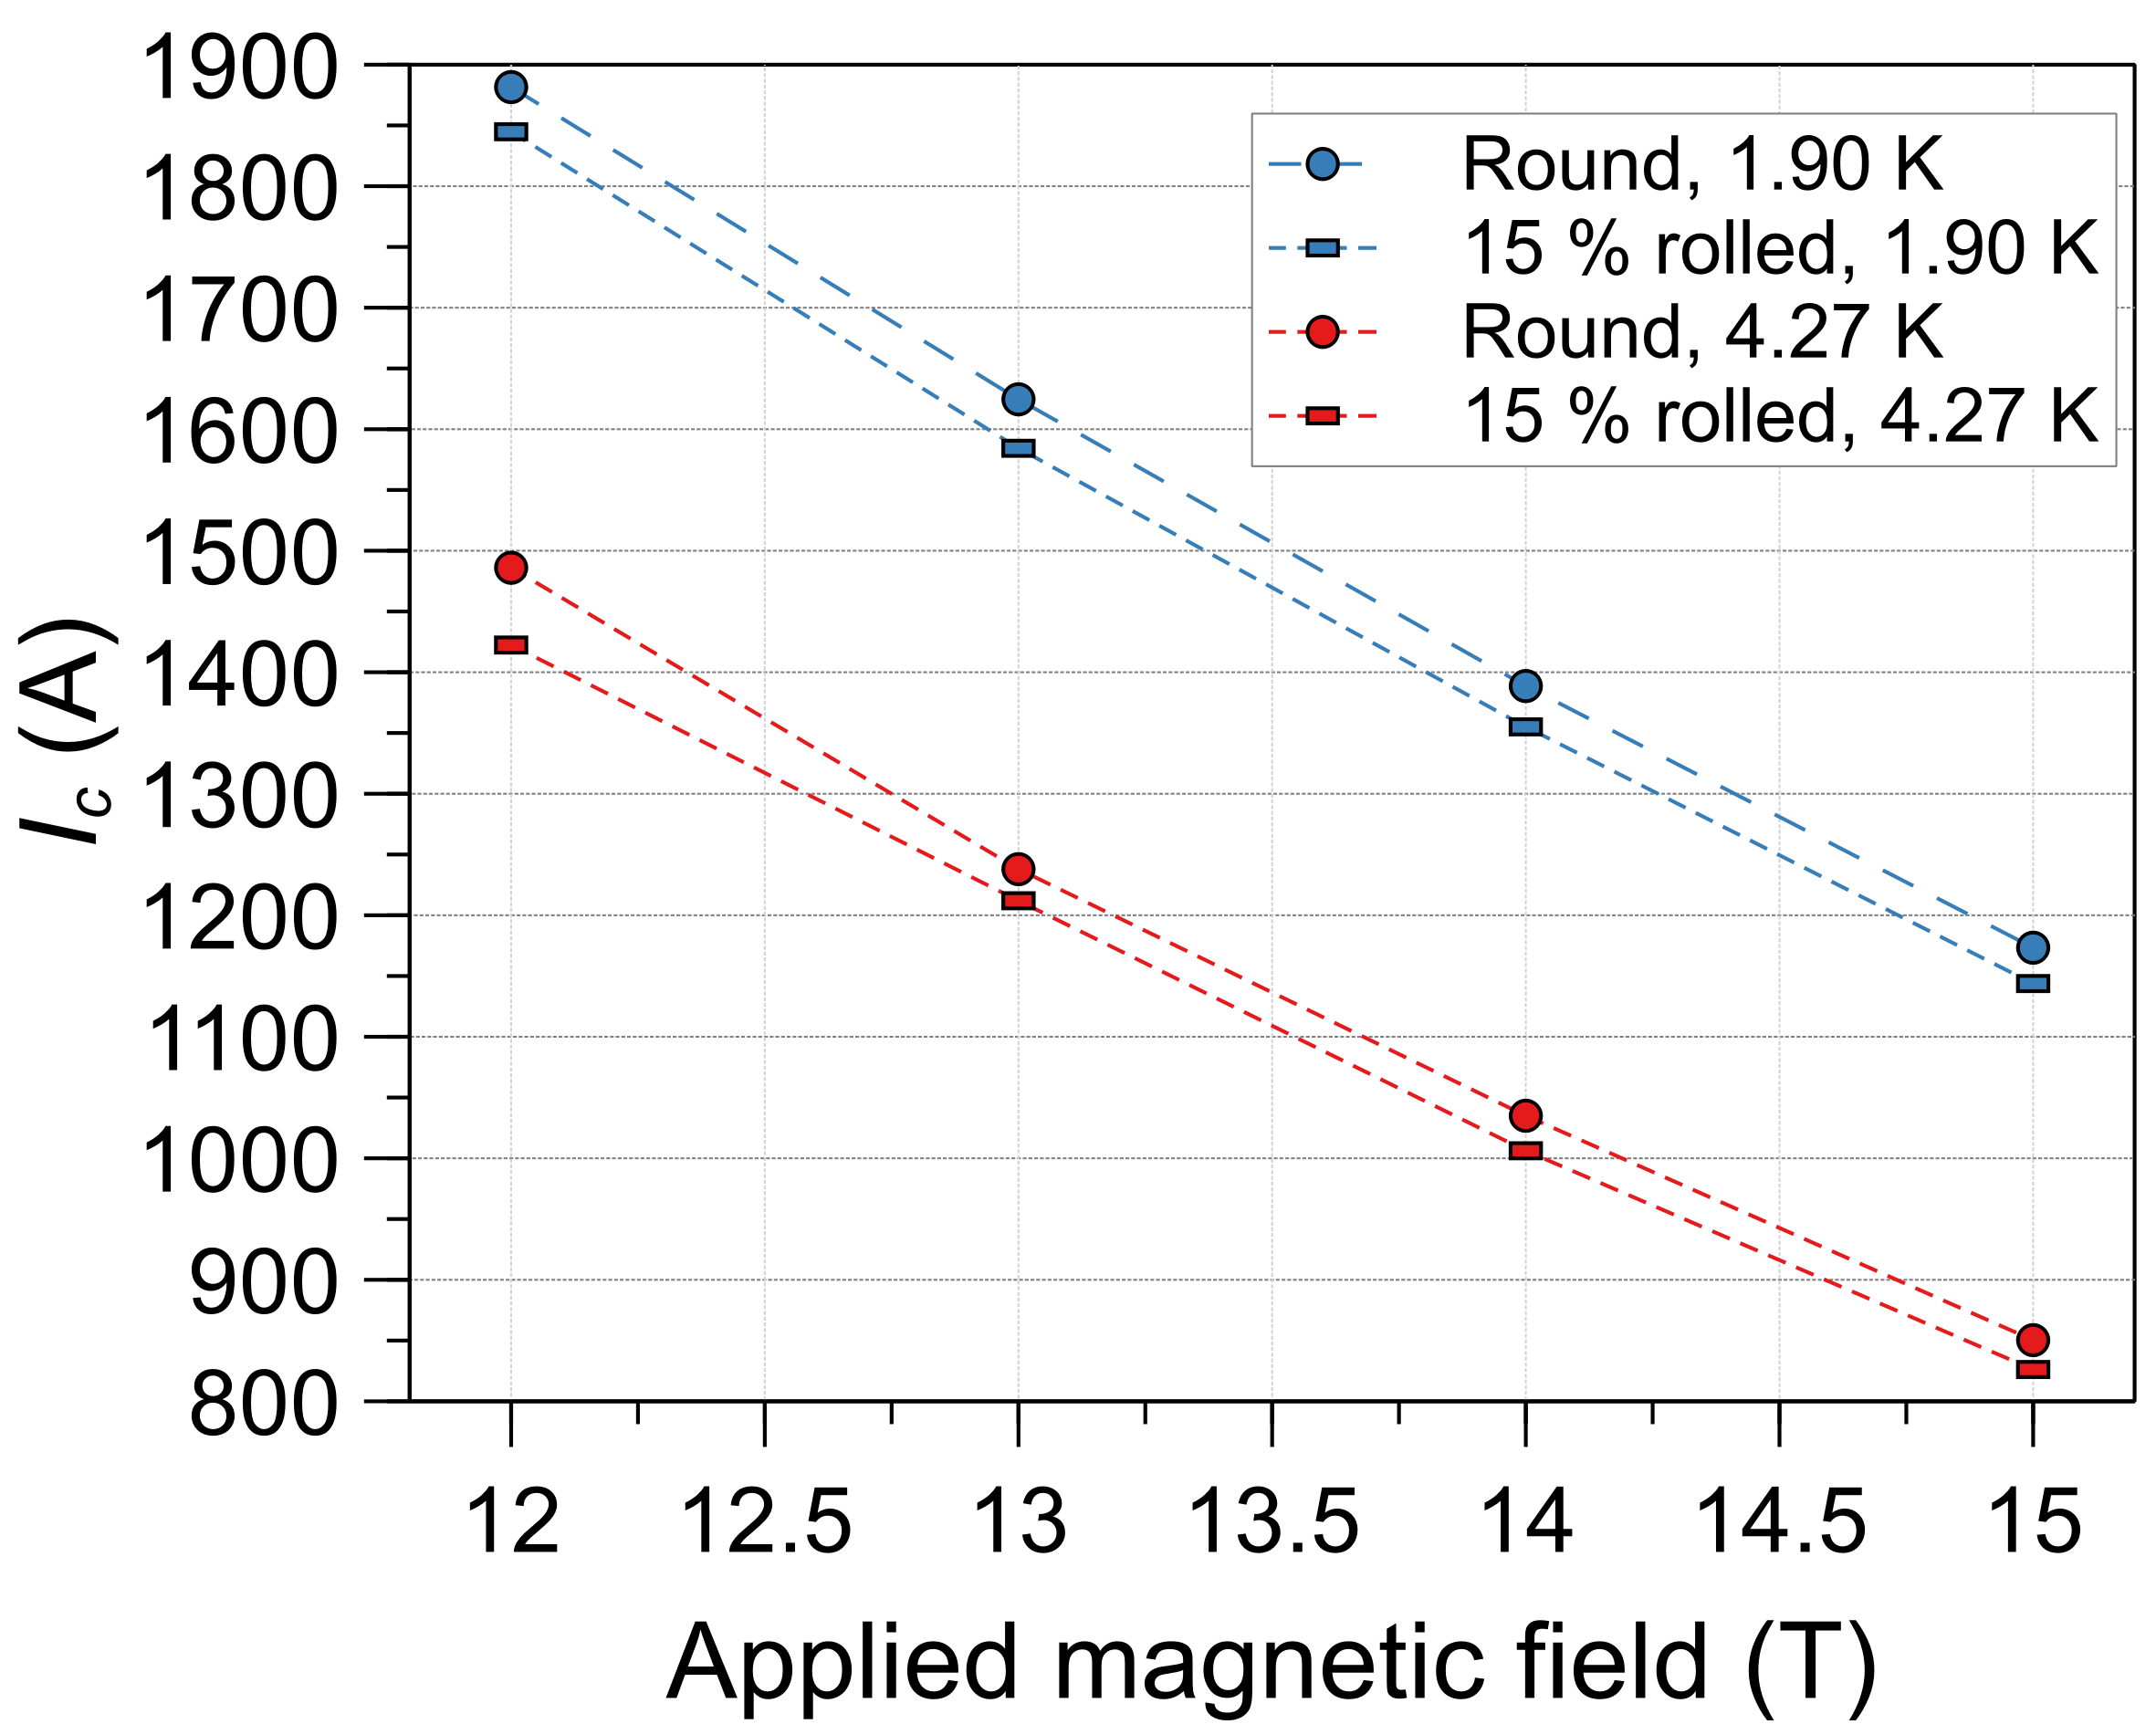 1900
1800
1700
1600
1500
1400
1300
1200
1100
1000
900
800
I_c (A)
Round, 1.90 K
15 % rolled, 1.90 K
Round, 4.27 K
15 % rolled, 4.27 K
12 12.5 13 13.5 14 14.5 15
Applied magnetic field (T)